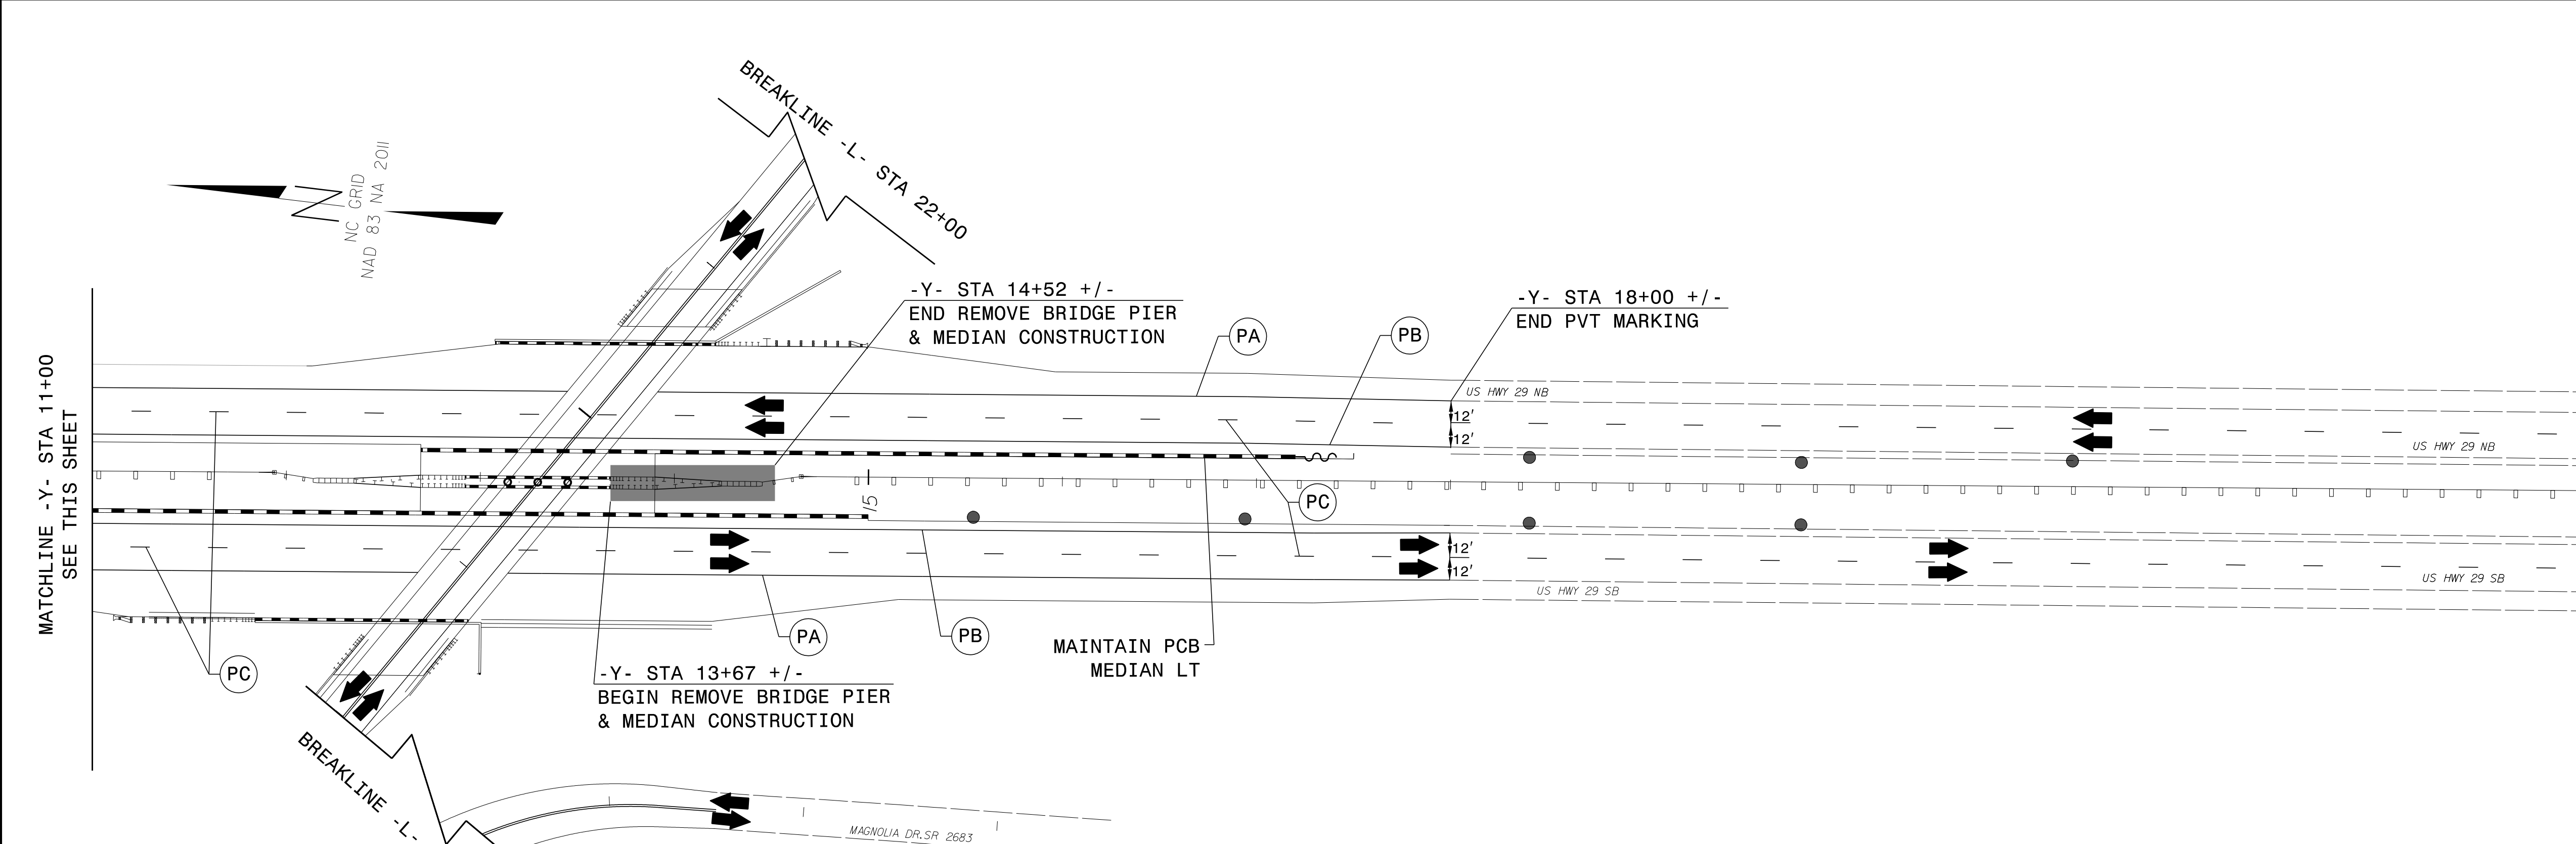 BREAKLINE -L- STA 22+00
NC GRID
NAD 83 NA 2011
MATCHLINE -Y- STA 11+00
SEE THIS SHEET
-Y- STA 14+52 +/-
END REMOVE BRIDGE PIER
& MEDIAN CONSTRUCTION
PA
PB
-Y- STA 18+00 +/-
END PVT MARKING
US HWY 29 NB
12'
12'
US HWY 29 NB
15
PC
12'
12'
US HWY 29 SB
US HWY 29 SB
PC
PA
PB
MAINTAIN PCB
MEDIAN LT
-Y- STA 13+67 +/-
BEGIN REMOVE BRIDGE PIER
& MEDIAN CONSTRUCTION
BREAKLINE -L-
MAGNOLIA DR.SR 2683